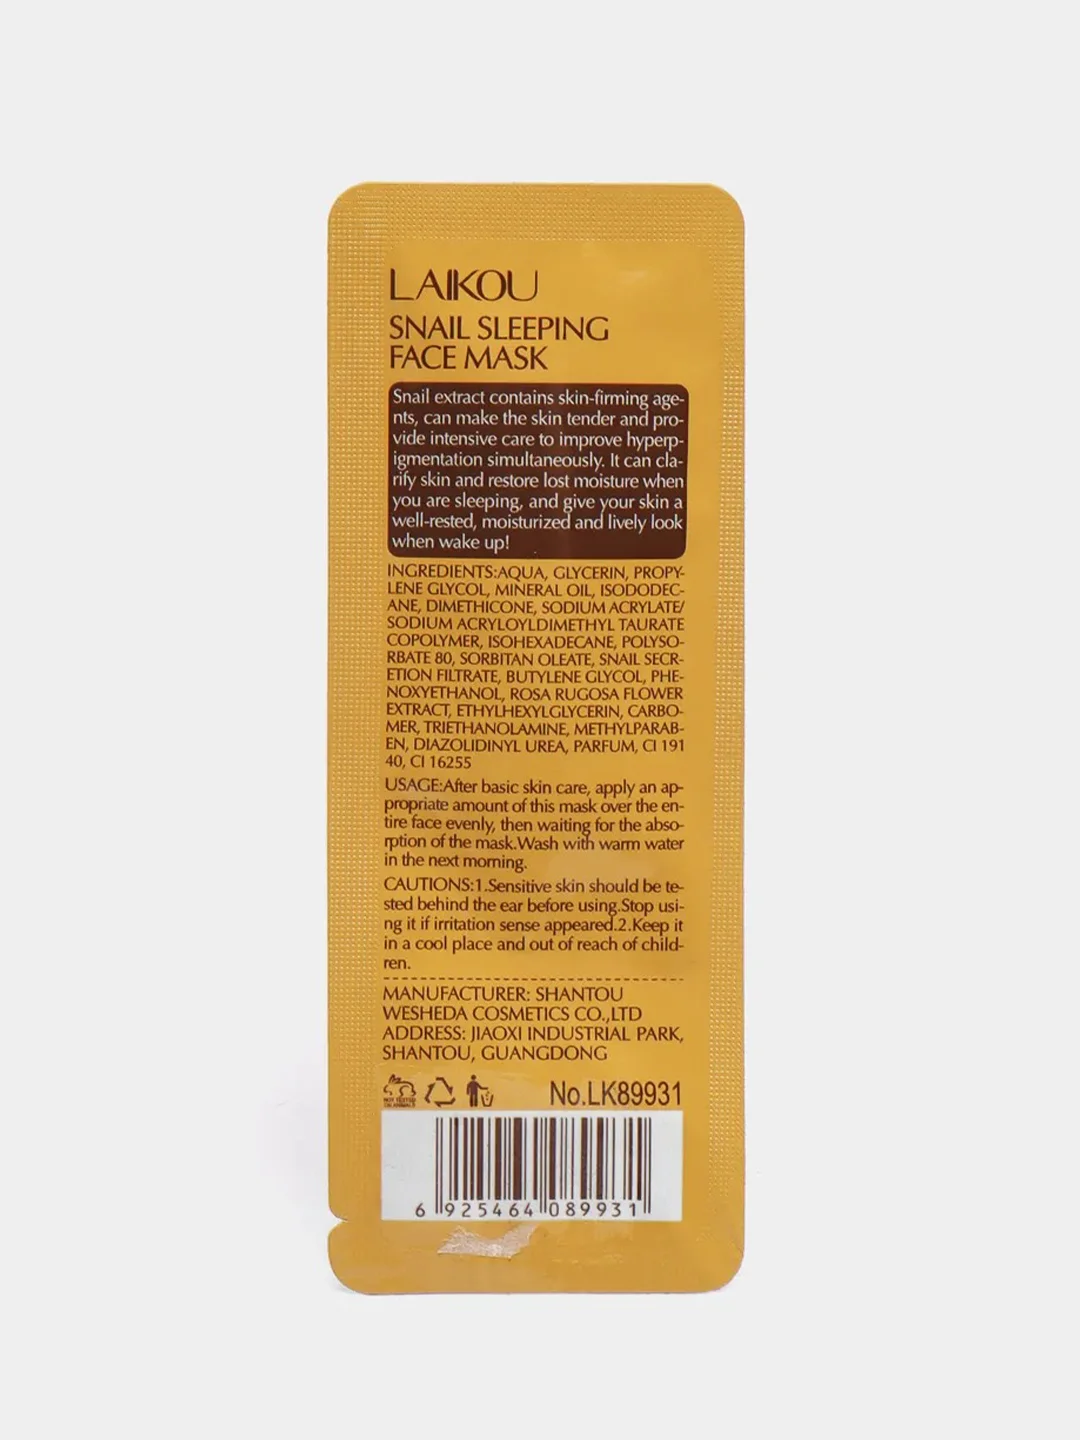 LAIKOU
SNAIL SLEEPING
FACE MASK
Snail extract contains skin-firming age-
nts, can make the skin tender and pro-
vide intensive care to improve hyperp-
igmentation simultaneously. It can cla-
rify skin and restore lost moisture when
you are sleeping, and give your skin a
well-rested, moisturized and lively look
when wake up!
INGREDIENTS:AQUA, GLYCERIN, PROPY-
LENE GLYCOL, MINERAL OIL, ISODODEC-
ANE, DIMETHICONE, SODIUM ACRYLATE/
SODIUM ACRYLOYLDIMETHYL TAURATE
COPOLYMER, ISOHEXADECANE, POLYSO-
RBATE 80, SORBITAN OLEATE, SNAIL SECR-
ETION FILTRATE, BUTYLENE GLYCOL, PHE-
NOXYETHANOL, ROSA RUGOSA FLOWER
EXTRACT, ETHYLHEXYLGLYCERIN, CARBO-
MER, TRIETHANOLAMINE, METHYLPARAB-
EN, DIAZOLIDINYL UREA, PARFUM, CI 191
40, CI 16255
USAGE:After basic skin care, apply an ap-
propriate amount of this mask over the en-
tire face evenly, then waiting for the abso-
rption of the mask.Wash with warm water
in the next morning.
CAUTIONS:1.Sensitive skin should be te-
sted behind the ear before using.Stop usi-
ng it if irritation sense appeared.2.Keep it
in a cool place and out of reach of child-
ren.
MANUFACTURER: SHANTOU
WESHEDA COSMETICS CO.,LTD
ADDRESS: JIAOXI INDUSTRIAL PARK,
SHANTOU, GUANGDONG
NOT TESTED
ON ANIMALS
No.LK89931
6 925464 089931